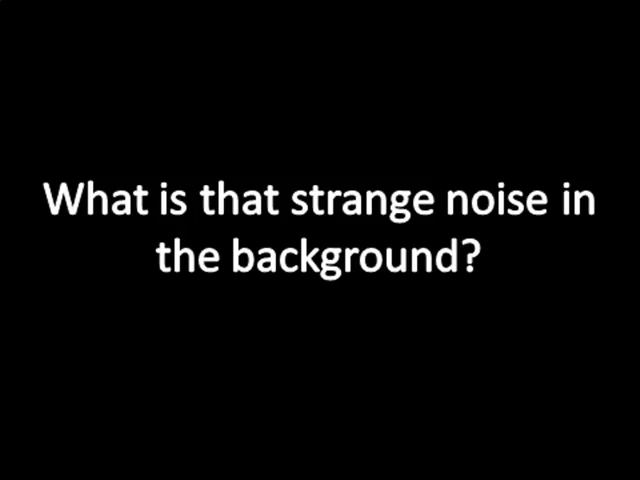 What is that strange noise in
the background?